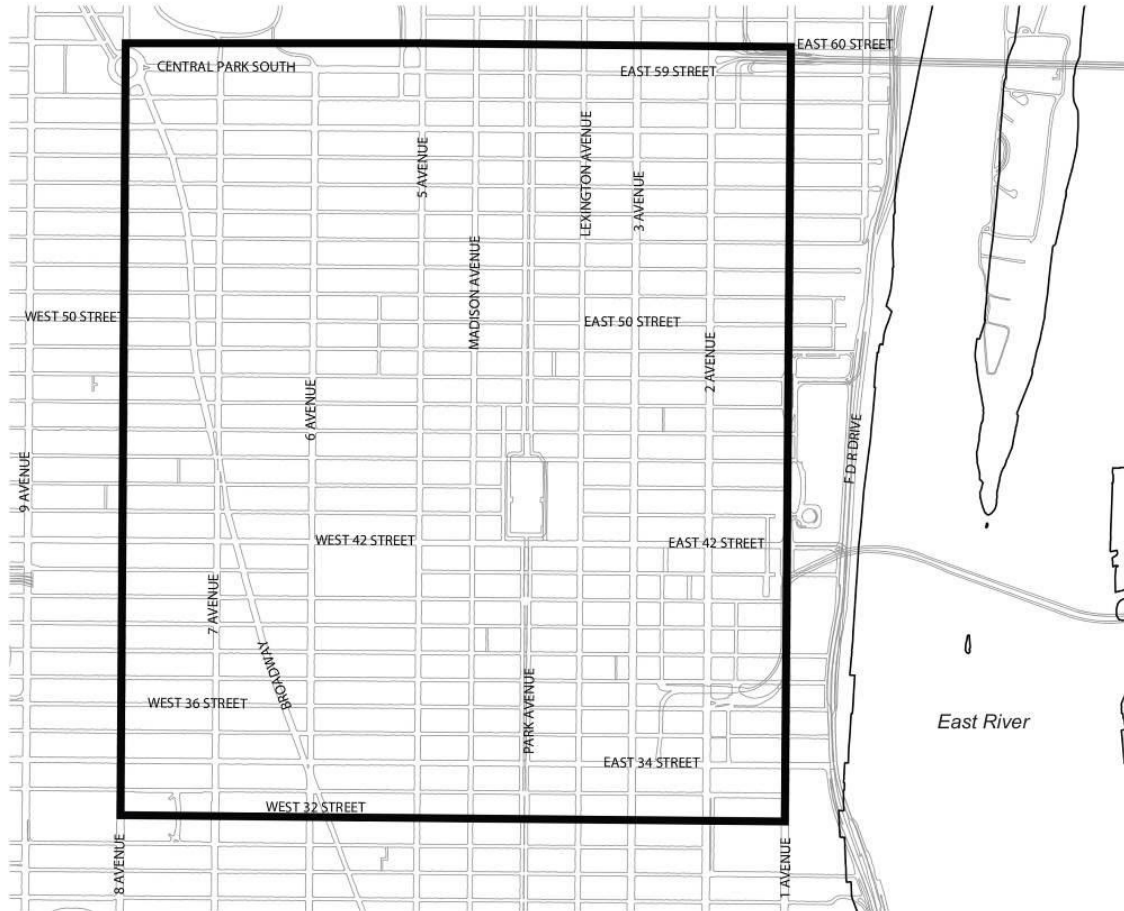 EAST 60 STREET
CENTRAL PARK SOUTH
EAST 59 STREET
5 AVENUE
LEXINGTON AVENUE
3 AVENUE
MADISON AVENUE
WEST 50 STREET
EAST 50 STREET
2 AVENUE
6 AVENUE
9 AVENUE
F D R DRIVE
WEST 42 STREET
EAST 42 STREET
7 AVENUE
BROADWAY
WEST 36 STREET
PARK AVENUE
East River
EAST 34 STREET
WEST 32 STREET
8 AVENUE
1 AVENUE